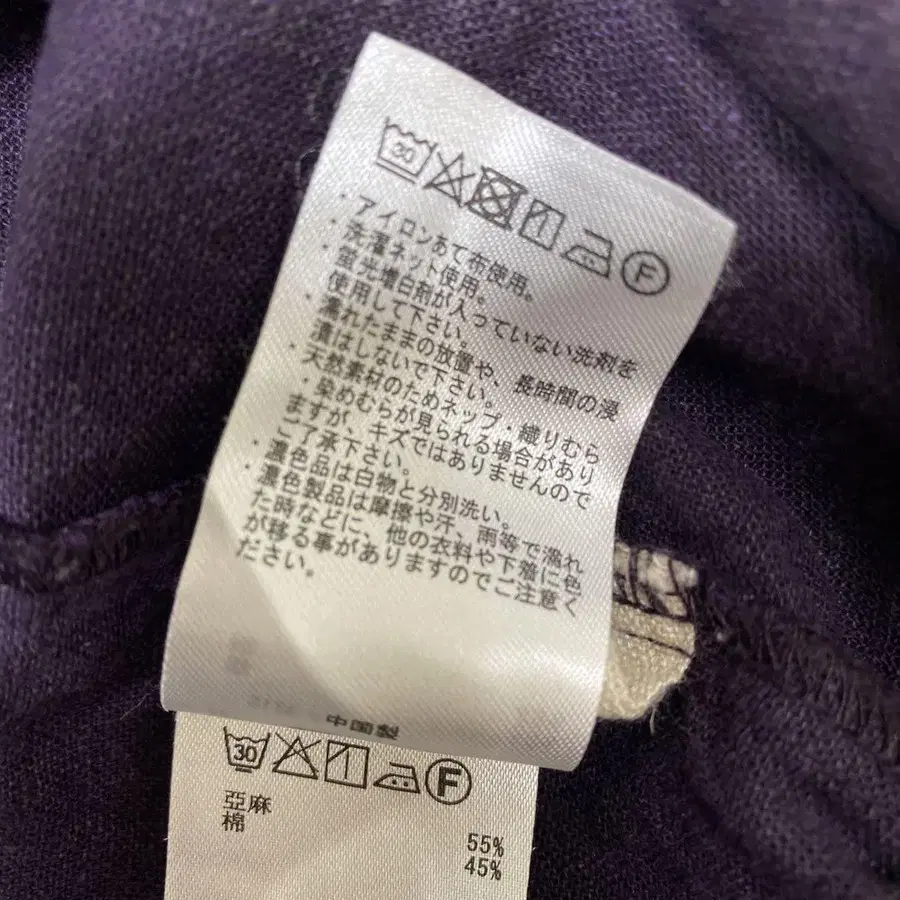 30
F
・アイロンあて布使用。
・洗濯ネット使用。
・蛍光増白剤が入っていない洗剤を
使用して下さい。
・濡れたままの放置や、長時間の浸
漬はしないで下さい。
・天然素材のためネップ・織りむら
・染めむらが見られる場合があり
ますが、キズではありませんので
ご了承下さい。
・濃色品は白物と分別洗い。
・濃色製品は摩擦や汗、雨等で濡れ
た時などに、他の衣料や下着に色
が移る事がありますのでご注意く
ださい。
中国製
30
F
亞麻
棉
55%
45%